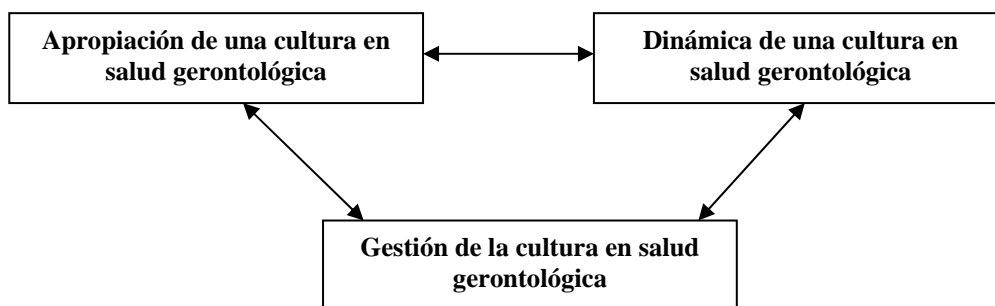 Apropiación de una cultura en
salud gerontológica
Dinámica de una cultura en
salud gerontológica
Gestión de la cultura en salud
gerontológica